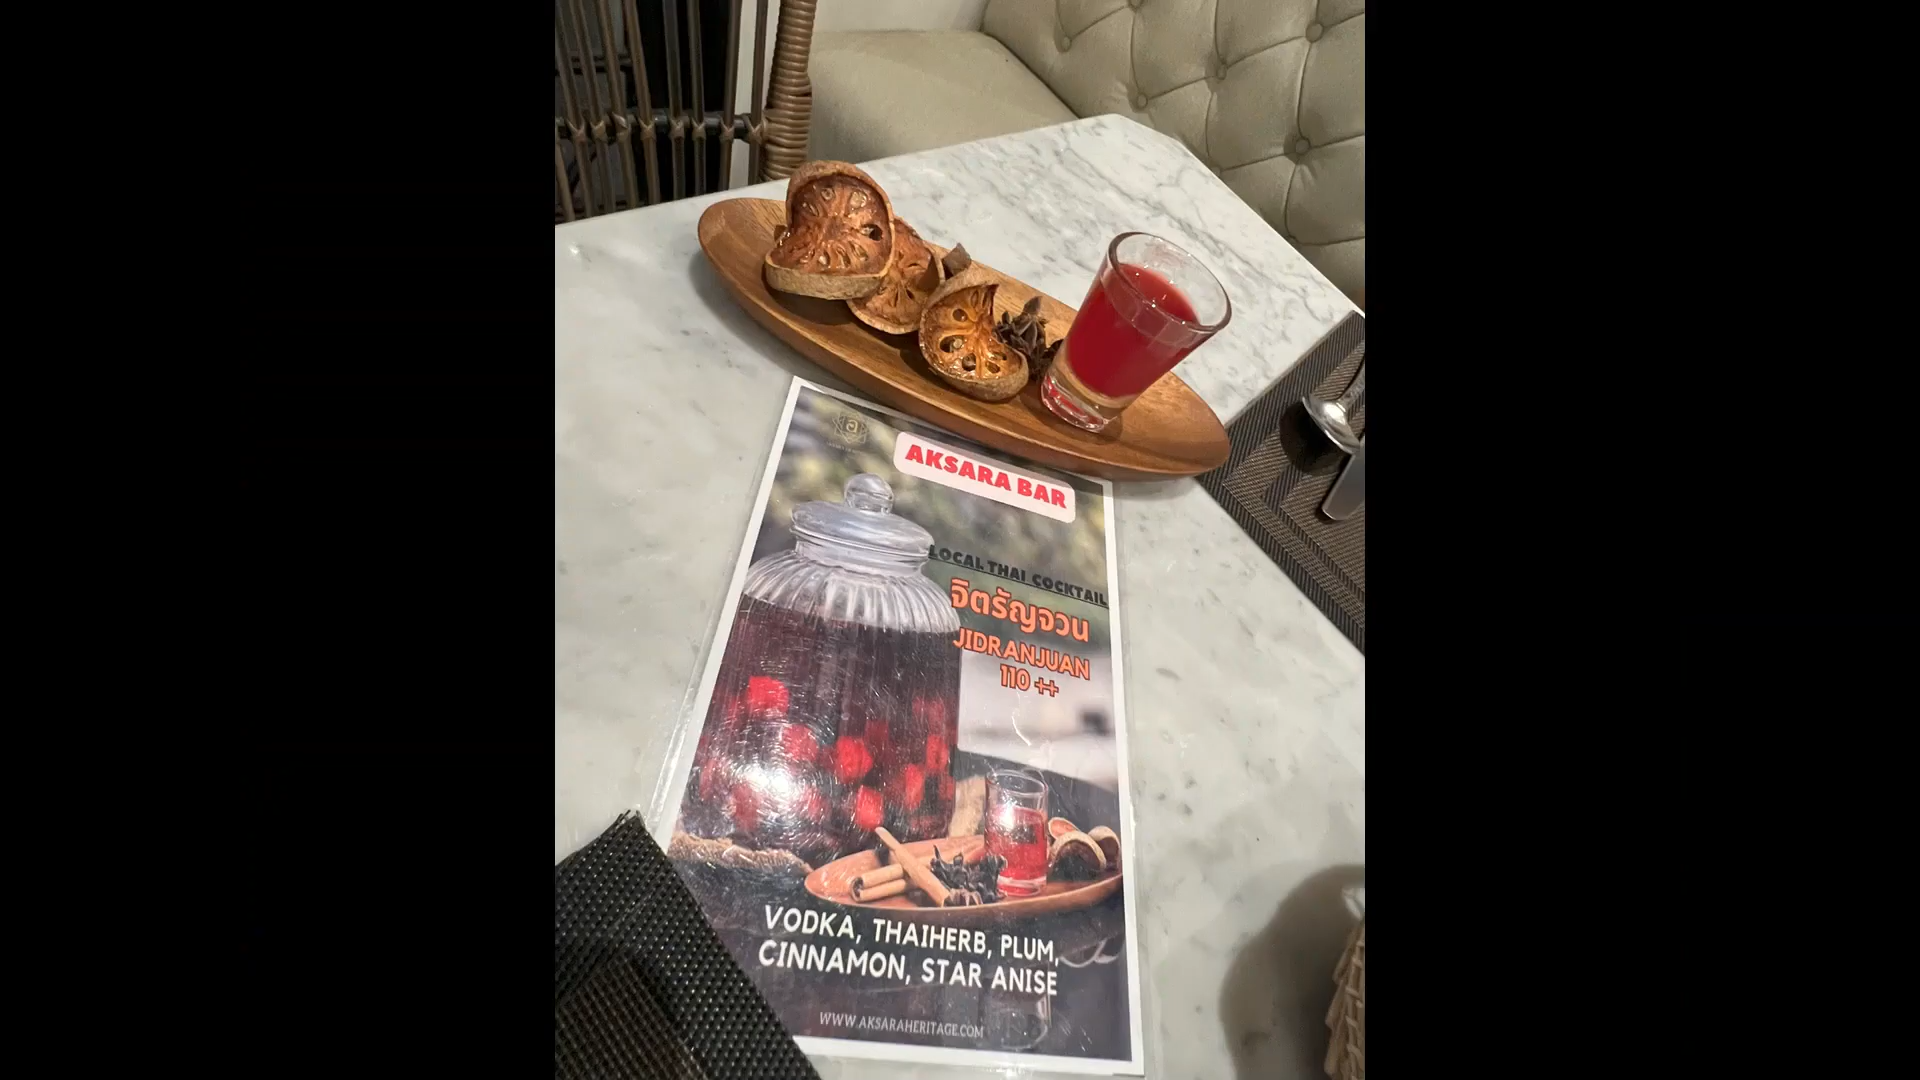 AKSARA BAR
LOCAL THAI COCKTAIL
จิตรัญจวน
JIDRANJUAN
110 ++
VODKA, THAIHERB, PLUM,
CINNAMON, STAR ANISE
WWW.AKSARAHERITAGE.COM